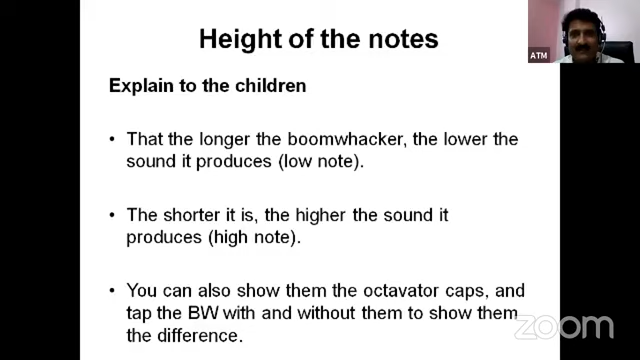 Height of the notes
ATM
Explain to the children
• That the longer the boomwhacker, the lower the
sound it produces (low note).
• The shorter it is, the higher the sound it
produces (high note).
• You can also show them the octavator caps, and
tap the BW with and without them to show them
the difference.
zoom